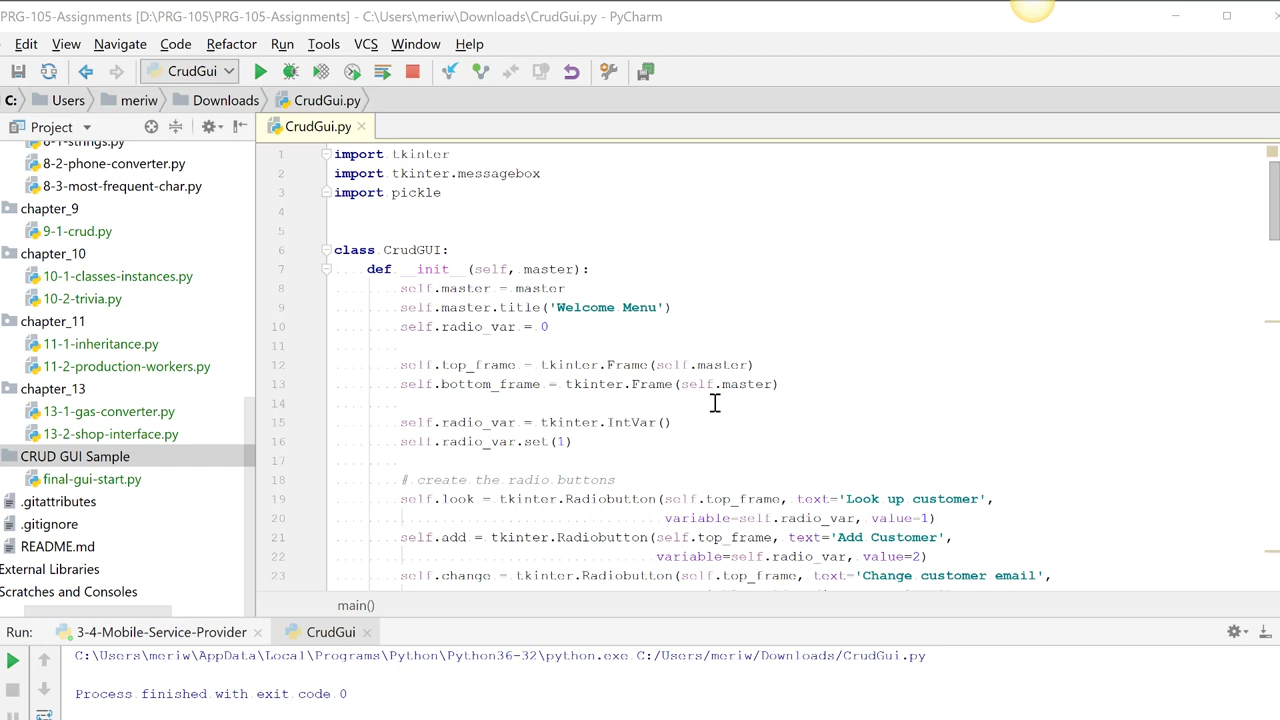 PRG-105-Assignments [D:\PRG-105\PRG-105-Assignments] - C:\Users\meriw\Downloads\CrudGui.py - PyCharm
Edit View Navigate Code Refactor Run Tools VCS Window Help
CrudGui
C: Users meriw Downloads CrudGui.py
Project
CrudGui.py
8-1-strings.py
8-2-phone-converter.py
8-3-most-frequent-char.py
chapter_9
9-1-crud.py
chapter_10
10-1-classes-instances.py
10-2-trivia.py
chapter_11
11-1-inheritance.py
11-2-production-workers.py
chapter_13
13-1-gas-converter.py
13-2-shop-interface.py
CRUD GUI Sample
final-gui-start.py
.gitattributes
.gitignore
README.md
External Libraries
Scratches and Consoles
1 import tkinter
2 import tkinter.messagebox
3 import pickle
4
5
6 class CrudGUI:
7 def __init__(self, master):
8 self.master = master
9 self.master.title('Welcome Menu')
10 self.radio_var = 0
11
12 self.top_frame = tkinter.Frame(self.master)
13 self.bottom_frame = tkinter.Frame(self.master)
14
15 self.radio_var = tkinter.IntVar()
16 self.radio_var.set(1)
17
18 # create the radio buttons
19 self.look = tkinter.Radiobutton(self.top_frame, text='Look up customer',
20 variable=self.radio_var, value=1)
21 self.add = tkinter.Radiobutton(self.top_frame, text='Add Customer',
22 variable=self.radio_var, value=2)
23 self.change = tkinter.Radiobutton(self.top_frame, text='Change customer email',
main()
Run: 3-4-Mobile-Service-Provider CrudGui
C:\Users\meriw\AppData\Local\Programs\Python\Python36-32\python.exe C:/Users/meriw/Downloads/CrudGui.py
Process finished with exit code 0